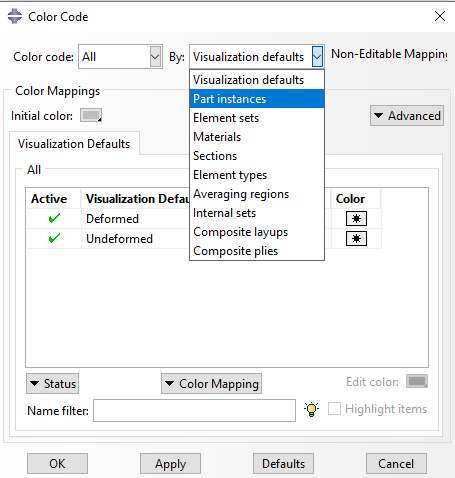 Color Code
Color code: All By: Visualization defaults Non-Editable Mapping
Visualization defaults
Part instances
Element sets
Materials
Sections
Element types
Averaging regions
Internal sets
Composite layups
Composite plies
Color Mappings
Initial color:
Advanced
Visualization Defaults
All
Active Visualization Defau Color
Deformed
Undeformed
Status Color Mapping Edit color:
Name filter: Highlight items
OK Apply Defaults Cancel